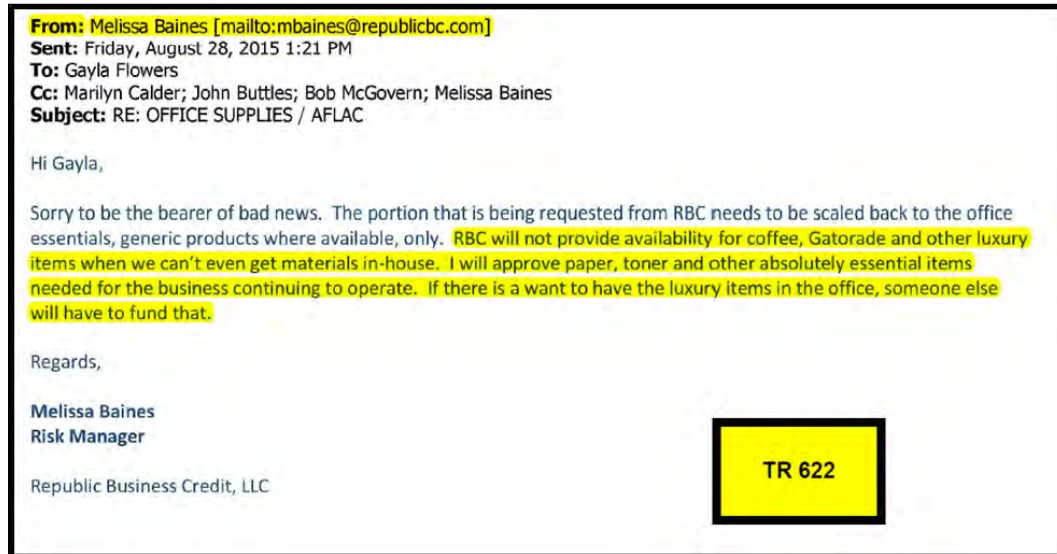 From: Melissa Baines [mailto:mbaines@republicbc.com]
Sent: Friday, August 28, 2015 1:21 PM
To: Gayla Flowers
Cc: Marilyn Calder; John Buttles; Bob McGovern; Melissa Baines
Subject: RE: OFFICE SUPPLIES / AFLAC
Hi Gayla,
Sorry to be the bearer of bad news. The portion that is being requested from RBC needs to be scaled back to the office
essentials, generic products where available, only. RBC will not provide availability for coffee, Gatorade and other luxury
items when we can't even get materials in-house. I will approve paper, toner and other absolutely essential items
needed for the business continuing to operate. If there is a want to have the luxury items in the office, someone else
will have to fund that.
Regards,
Melissa Baines
Risk Manager
Republic Business Credit, LLC
TR 622